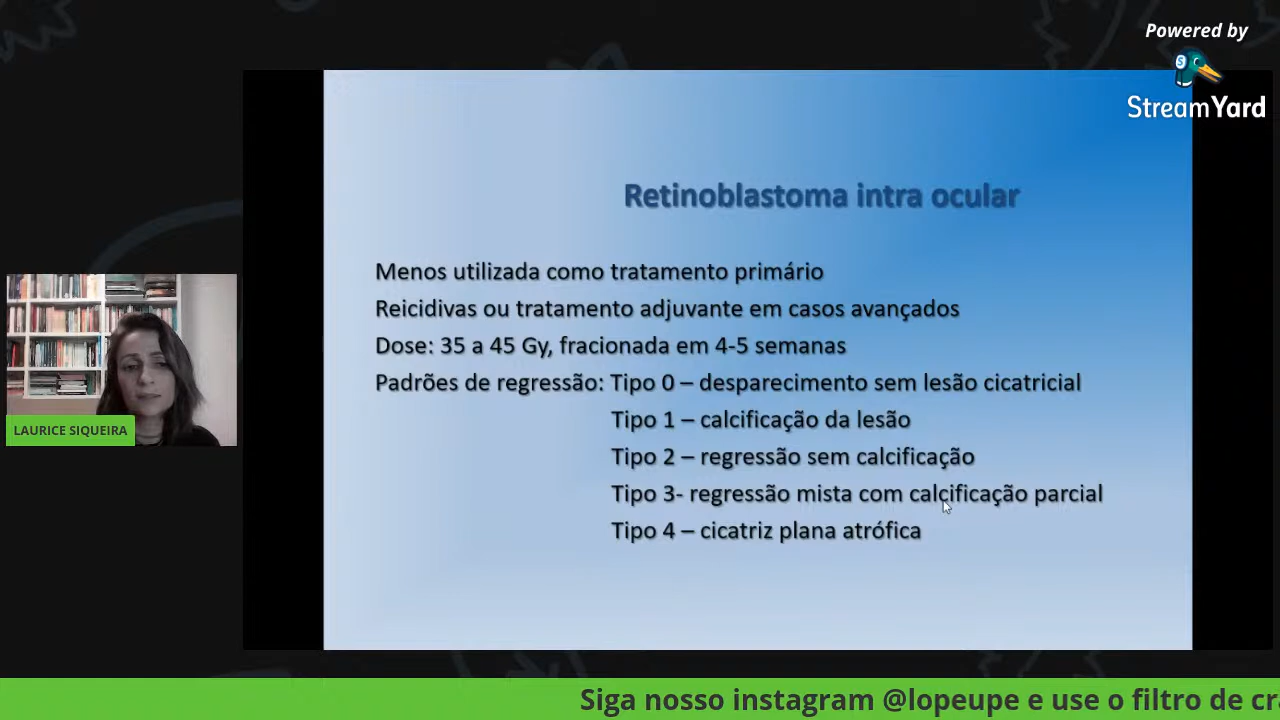 Powered by
StreamYard
Retinoblastoma intra ocular
Menos utilizada como tratamento primário
Reicidivas ou tratamento adjuvante em casos avançados
Dose: 35 a 45 Gy, fracionada em 4-5 semanas
Padrões de regressão: Tipo 0 – desparecimento sem lesão cicatricial
Tipo 1 – calcificação da lesão
Tipo 2 – regressão sem calcificação
Tipo 3- regressão mista com calcificação parcial
Tipo 4 – cicatriz plana atrófica
LAURICE SIQUEIRA
Siga nosso instagram @lopeupe e use o filtro de cr